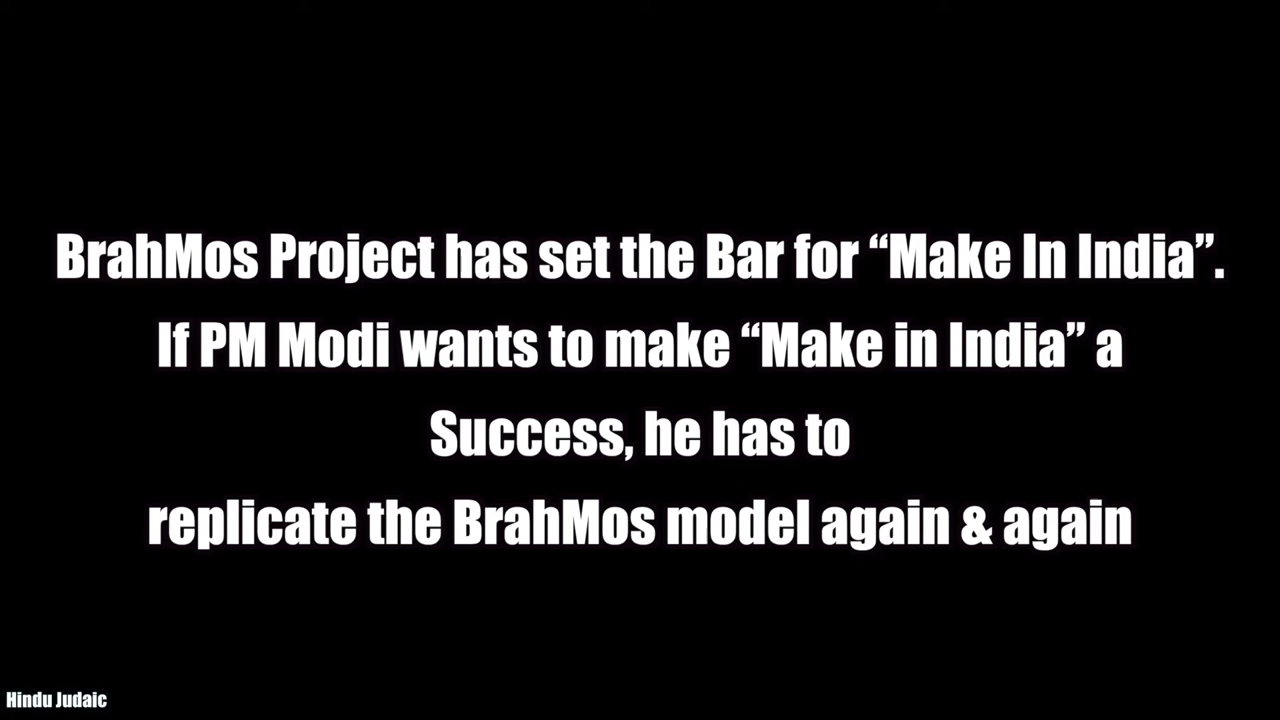 BrahMos Project has set the Bar for “Make In India”.
If PM Modi wants to make “Make in India” a
Success, he has to
replicate the BrahMos model again & again
Hindu Judaic